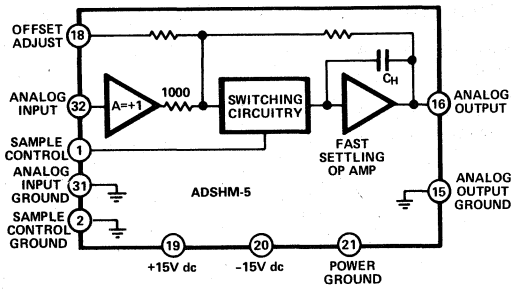 OFFSET
ADJUST
18
ANALOG
INPUT
32
A=+1
1000
SWITCHING
CIRCUITRY
CH
FAST
SETTLING
OP AMP
16
ANALOG
OUTPUT
SAMPLE
CONTROL
1
ANALOG
INPUT
GROUND
31
ADSHM-5
15
ANALOG
OUTPUT
GROUND
SAMPLE
CONTROL
GROUND
2
19
+15V dc
20
-15V dc
21
POWER
GROUND